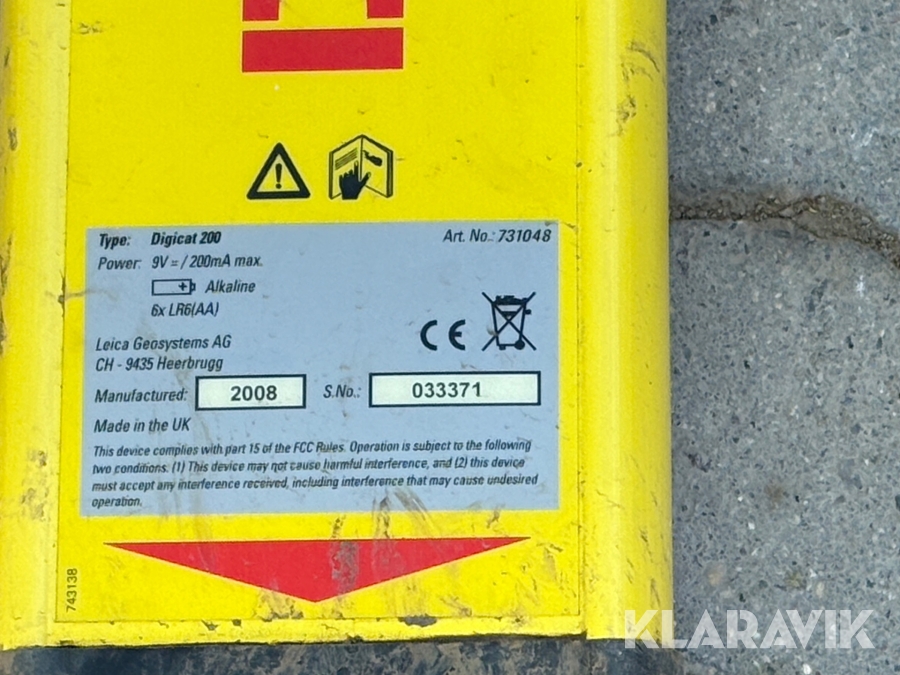 Type: Digicat 200 Art. No.: 731048
Power: 9V = / 200mA max.
+ Alkaline
6x LR6(AA)
Leica Geosystems AG
CH - 9435 Heerbrugg
CE
Manufactured: 2008 S.No.: 033371
Made in the UK
This device complies with part 15 of the FCC Rules. Operation is subject to the following
two conditions: (1) This device may not cause harmful interference, and (2) this device
must accept any interference received, including interference that may cause undesired
operation.
743138
KLARAVIK